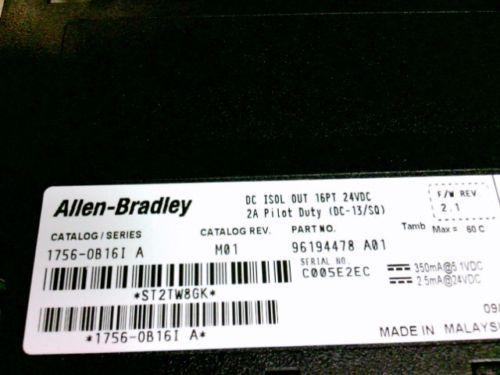 Allen-Bradley
DC ISOL OUT 16PT 24VDC
2A Pilot Duty (DC-13/SQ)
F/W REV
2.1
CATALOG/SERIES
1756-OB16I A
CATALOG REV.
M01
PART NO.
96194478 A01
Tamb Max = 60 C
SERIAL NO.
C005E2EC
350mA@5.1VDC
2.5mA@24VDC
*ST2TW8GK*
*1756-OB16I A*
09/
MADE IN MALAYS